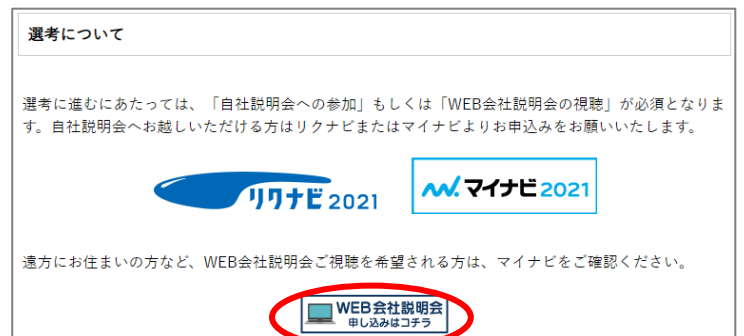 選考について
選考に進むにあたっては、「自社説明会への参加」もしくは「WEB会社説明会の視聴」が必須となりま
す。自社説明会へお越しいただける方はリクナビまたはマイナビよりお申込みをお願いいたします。
リクナビ2021
マイナビ2021
遠方にお住まいの方など、WEB会社説明会ご視聴を希望される方は、マイナビをご確認ください。
WEB会社説明会
申し込みはコチラ